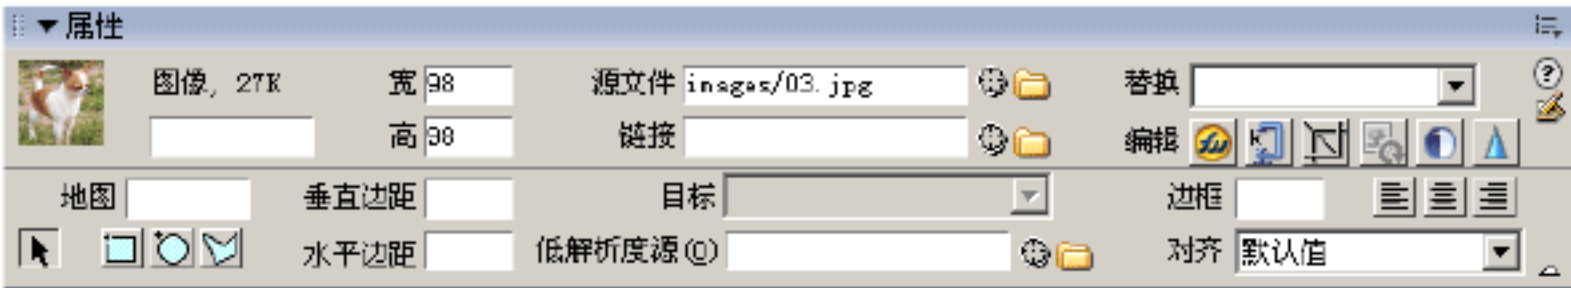 属性
图像, 27K 宽 98 源文件 images/03.jpg 替换
高 98 链接 编辑
地图 垂直边距 目标 边框
水平边距 低解析度源(O) 对齐 默认值